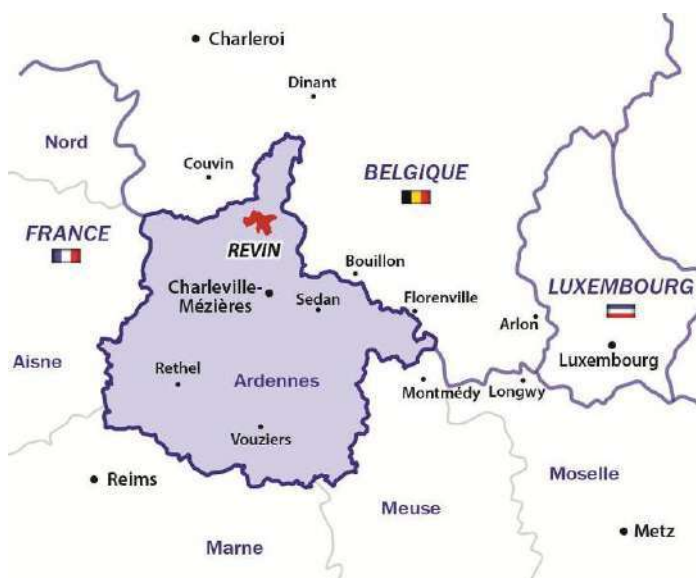 Charleroi
Dinant
Nord
Couvin
BELGIQUE
FRANCE
REVIN
Bouillon
Charleville-
Mézières
Sedan
Florenville
LUXEMBOURG
Arlon
Luxembourg
Aisne
Rethel
Ardennes
Montmédy
Longwy
Vouziers
Reims
Moselle
Meuse
Metz
Marne